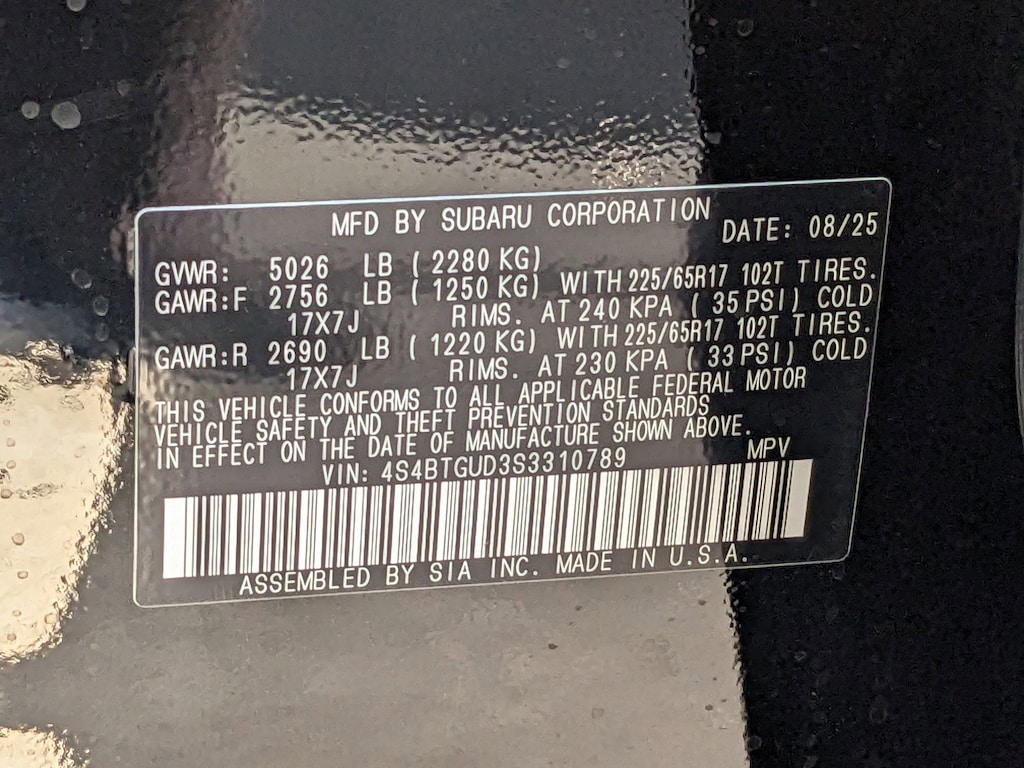 MFD BY SUBARU CORPORATION DATE: 08/25
GVWR: 5026 LB ( 2280 KG)
GAWR:F 2756 LB ( 1250 KG) WITH 225/65R17 102T TIRES.
17X7J RIMS. AT 240 KPA ( 35 PSI) COLD
GAWR:R 2690 LB ( 1220 KG) WITH 225/65R17 102T TIRES.
17X7J RIMS. AT 230 KPA ( 33 PSI) COLD
THIS VEHICLE CONFORMS TO ALL APPLICABLE FEDERAL MOTOR
VEHICLE SAFETY AND THEFT PREVENTION STANDARDS
IN EFFECT ON THE DATE OF MANUFACTURE SHOWN ABOVE.
VIN: 4S4BTGUD3S3310789 MPV
ASSEMBLED BY SIA INC. MADE IN U.S.A.